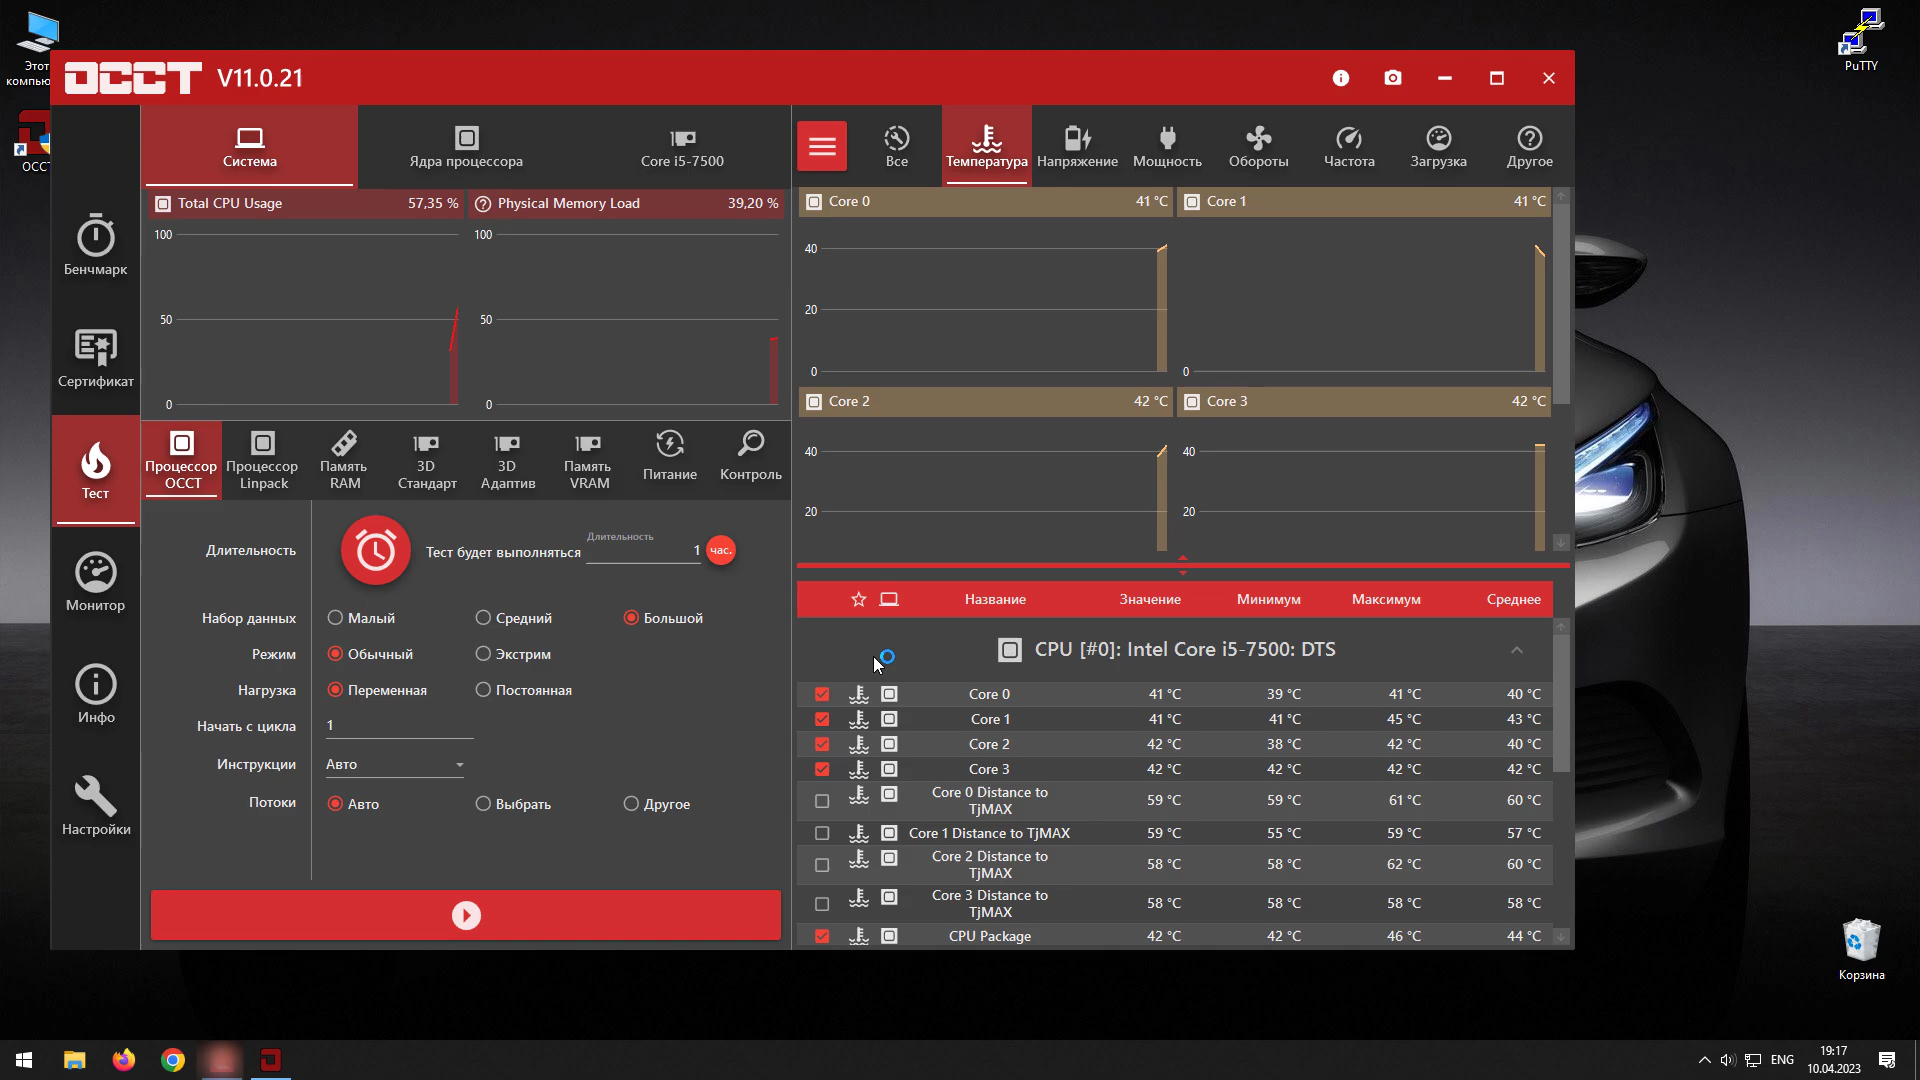 Этот
компью
OCCT
PuTTY
Корзина
OCCT V11.0.21
Система
Ядра процессора
Core i5-7500
Total CPU Usage 57,35 %
Physical Memory Load 39,20 %
100
50
0
100
50
0
Бенчмарк
Сертификат
Тест
Монитор
Инфо
Настройки
Процессор
OCCT
Процессор
Linpack
Память
RAM
3D
Стандарт
3D
Адаптив
Память
VRAM
Питание
Контроль
Длительность
Тест будет выполняться
Длительность
1
час.
Набор данных Малый Средний Большой
Режим Обычный Экстрим
Нагрузка Переменная Постоянная
Начать с цикла 1
Инструкции Авто
Потоки Авто Выбрать Другое
Все
Температура
Напряжение
Мощность
Обороты
Частота
Загрузка
Другое
Core 0 41 °C
Core 1 41 °C
40
20
0
0
Core 2 42 °C
Core 3 42 °C
40
20
40
20
Название Значение Минимум Максимум Среднее
CPU [#0]: Intel Core i5-7500: DTS
Core 0 41 °C 39 °C 41 °C 40 °C
Core 1 41 °C 41 °C 45 °C 43 °C
Core 2 42 °C 38 °C 42 °C 40 °C
Core 3 42 °C 42 °C 42 °C 42 °C
Core 0 Distance to
TjMAX 59 °C 59 °C 61 °C 60 °C
Core 1 Distance to TjMAX 59 °C 55 °C 59 °C 57 °C
Core 2 Distance to
TjMAX 58 °C 58 °C 62 °C 60 °C
Core 3 Distance to
TjMAX 58 °C 58 °C 58 °C 58 °C
CPU Package 42 °C 42 °C 46 °C 44 °C
ENG
19:17
10.04.2023